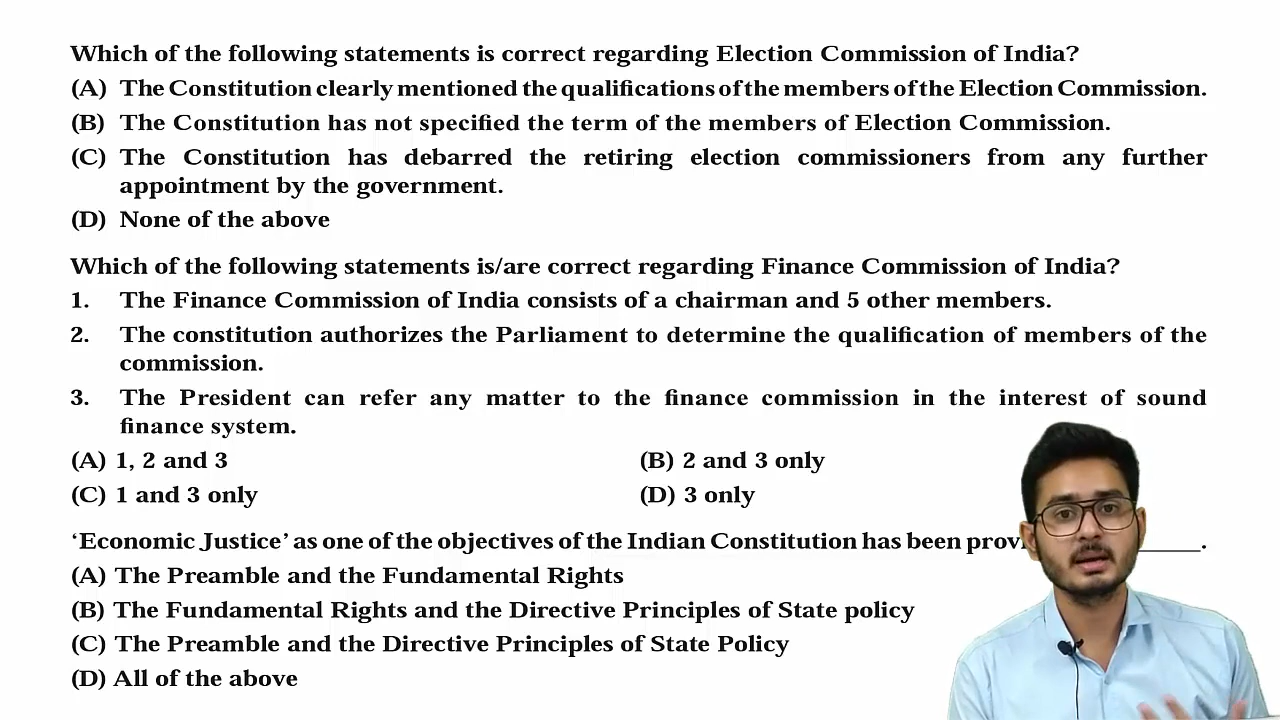 Which of the following statements is correct regarding Election Commission of India?
(A) The Constitution clearly mentioned the qualifications of the members of the Election Commission.
(B) The Constitution has not specified the term of the members of Election Commission.
(C) The Constitution has debarred the retiring election commissioners from any further
appointment by the government.
(D) None of the above
Which of the following statements is/are correct regarding Finance Commission of India?
1. The Finance Commission of India consists of a chairman and 5 other members.
2. The constitution authorizes the Parliament to determine the qualification of members of the
commission.
3. The President can refer any matter to the finance commission in the interest of sound
finance system.
(A) 1, 2 and 3 (B) 2 and 3 only
(C) 1 and 3 only (D) 3 only
‘Economic Justice’ as one of the objectives of the Indian Constitution has been ______.
(A) The Preamble and the Fundamental Rights
(B) The Fundamental Rights and the Directive Principles of State policy
(C) The Preamble and the Directive Principles of State Policy
(D) All of the above